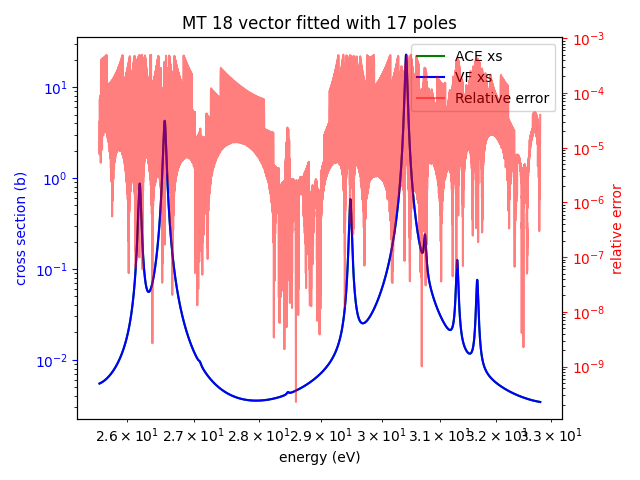 MT 18 vector fitted with 17 poles
ACE xs
VF xs
Relative error
cross section (b)
10¹
10⁰
10⁻¹
10⁻²
10⁻³
10⁻⁴
10⁻⁵
10⁻⁶
10⁻⁷
10⁻⁸
10⁻⁹
relative error
2.6 × 10¹ 2.7 × 10¹ 2.8 × 10¹ 2.9 × 10¹ 3 × 10¹ 3.1 × 10¹ 3.2 × 10¹ 3.3 × 10¹
energy (eV)